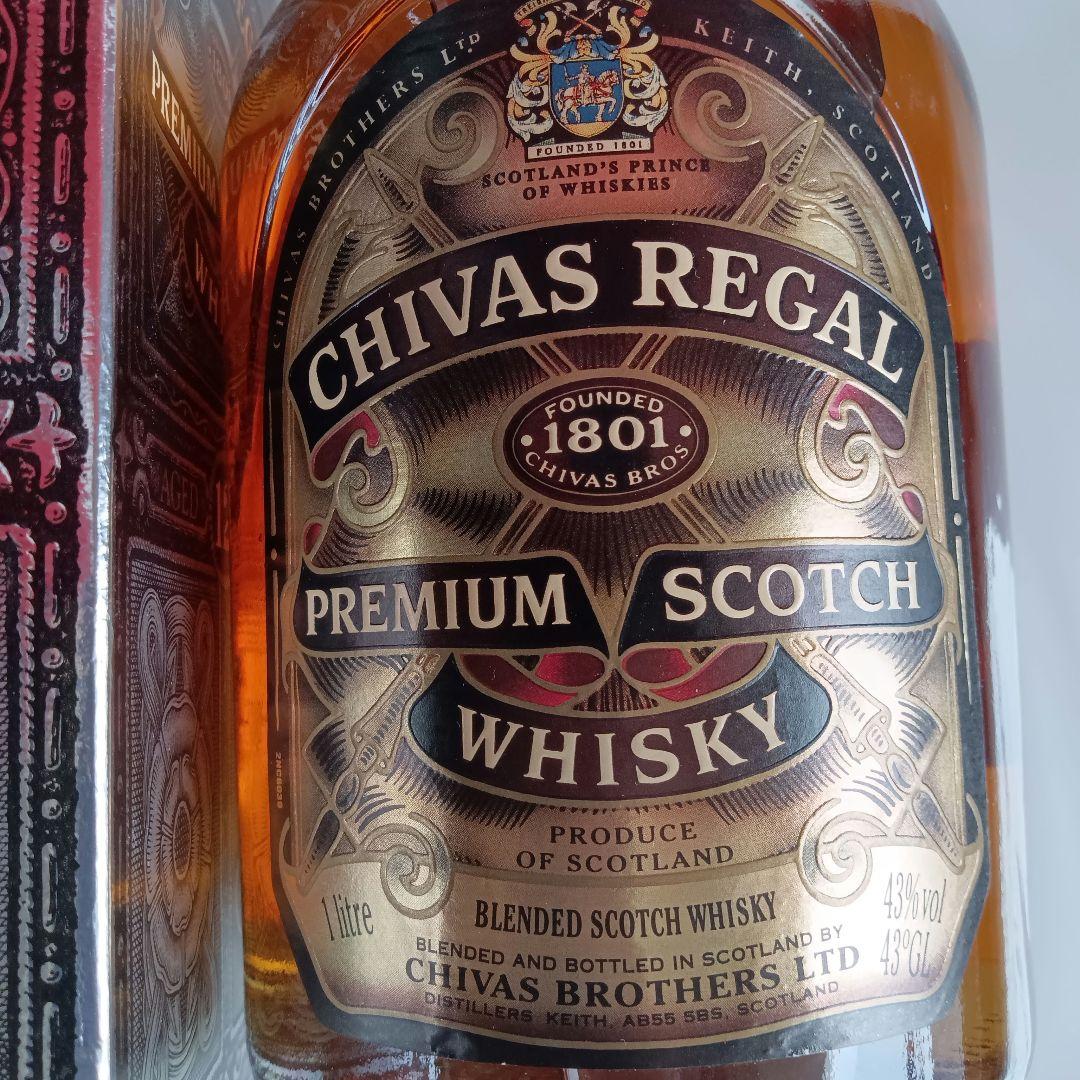 CHIVAS BROTHERS LTD KEITH, SCOTLAND
FOUNDED 1801
SCOTLAND'S PRINCE
OF WHISKIES
CHIVAS REGAL
FOUNDED
·1801·
CHIVAS BROS
PREMIUM SCOTCH
WHISKY
PRODUCE
OF SCOTLAND
1 litre
BLENDED SCOTCH WHISKY
43% vol
43°GL
BLENDED AND BOTTLED IN SCOTLAND BY
CHIVAS BROTHERS LTD
DISTILLERS KEITH, AB55 5BS, SCOTLAND
AGED